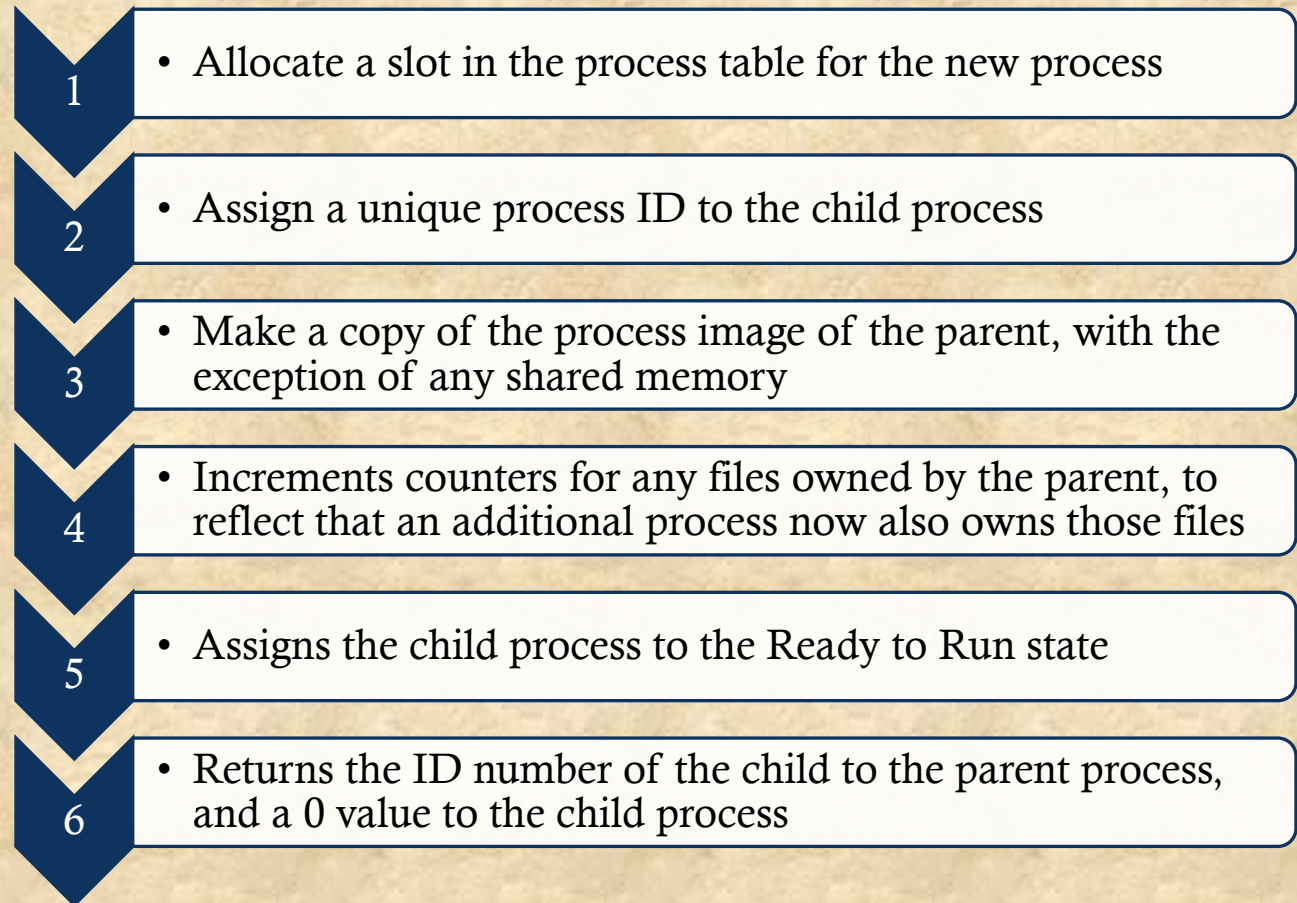 1
• Allocate a slot in the process table for the new process
2
• Assign a unique process ID to the child process
3
• Make a copy of the process image of the parent, with the
exception of any shared memory
4
• Increments counters for any files owned by the parent, to
reflect that an additional process now also owns those files
5
• Assigns the child process to the Ready to Run state
6
• Returns the ID number of the child to the parent process,
and a 0 value to the child process